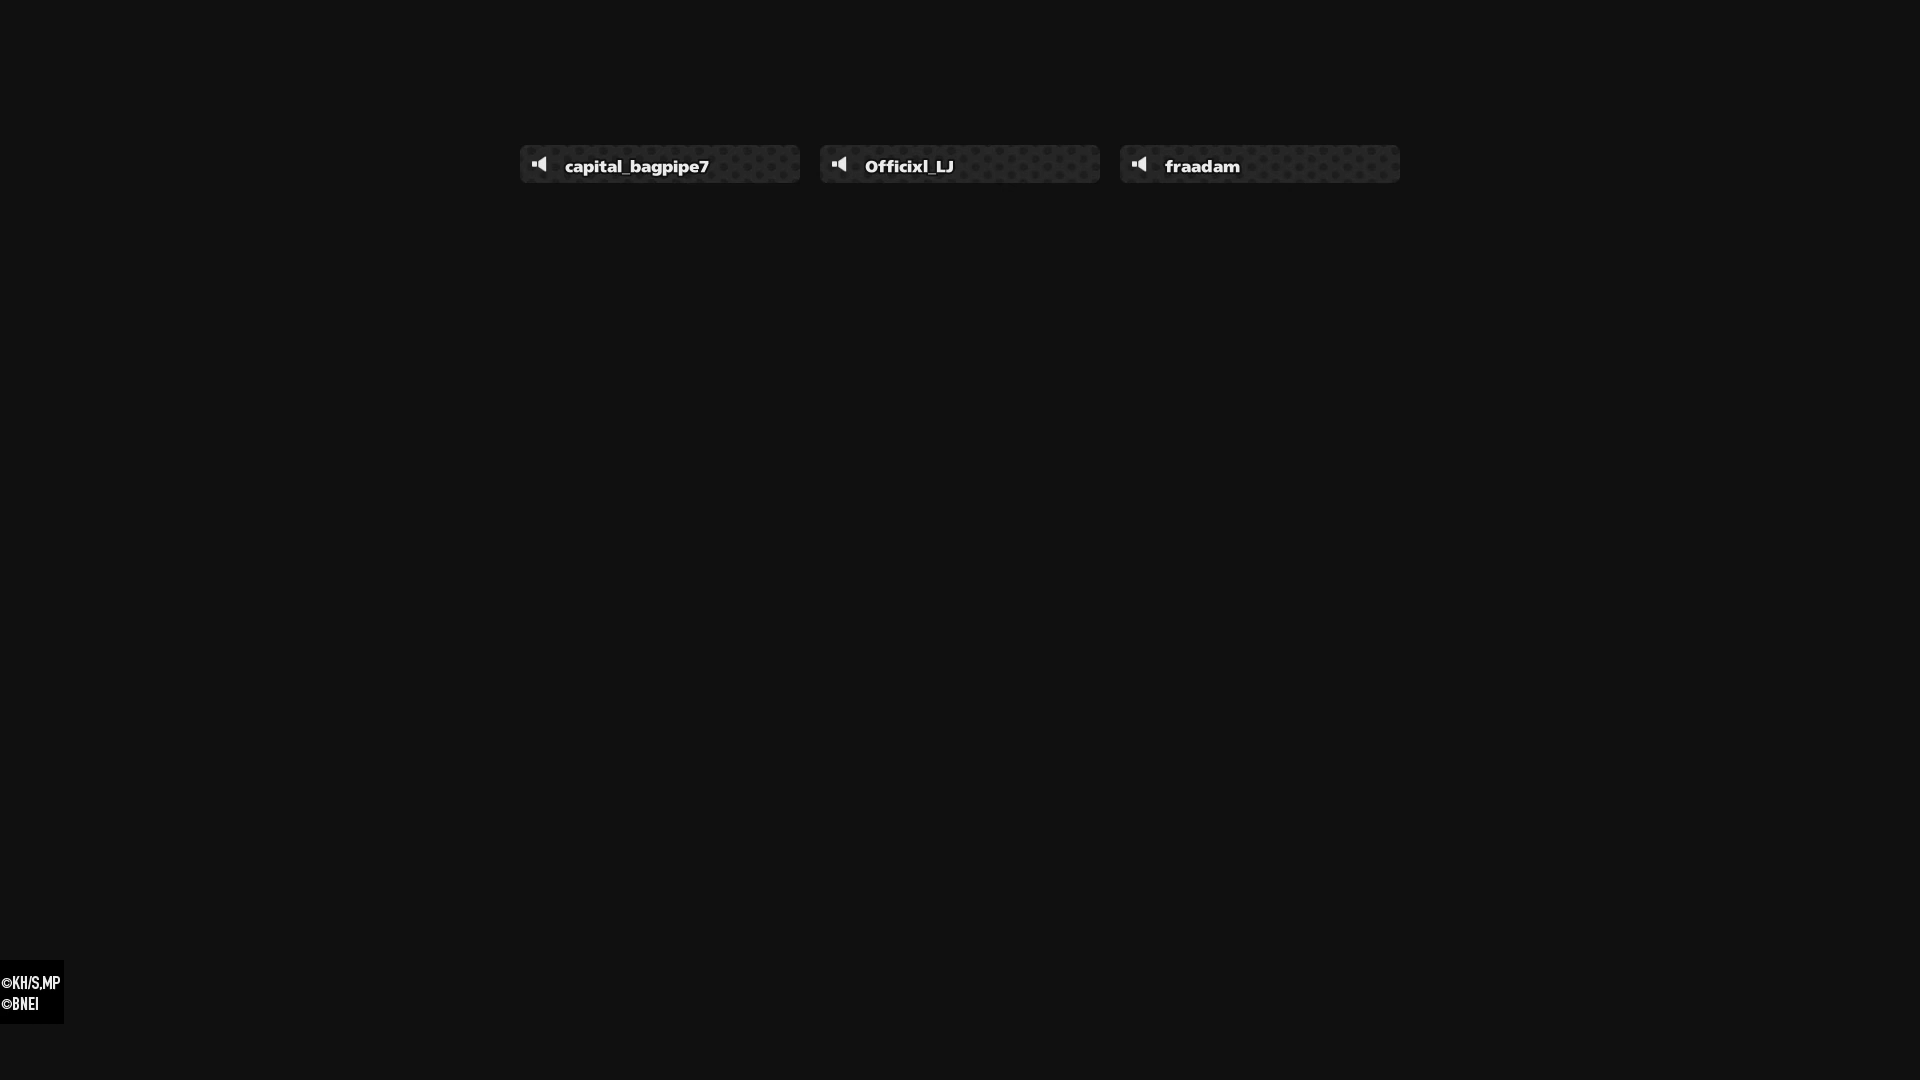 capital_bagpipe7
Officixl_LJ
fraadam
©KH/S,MP
©BNEI